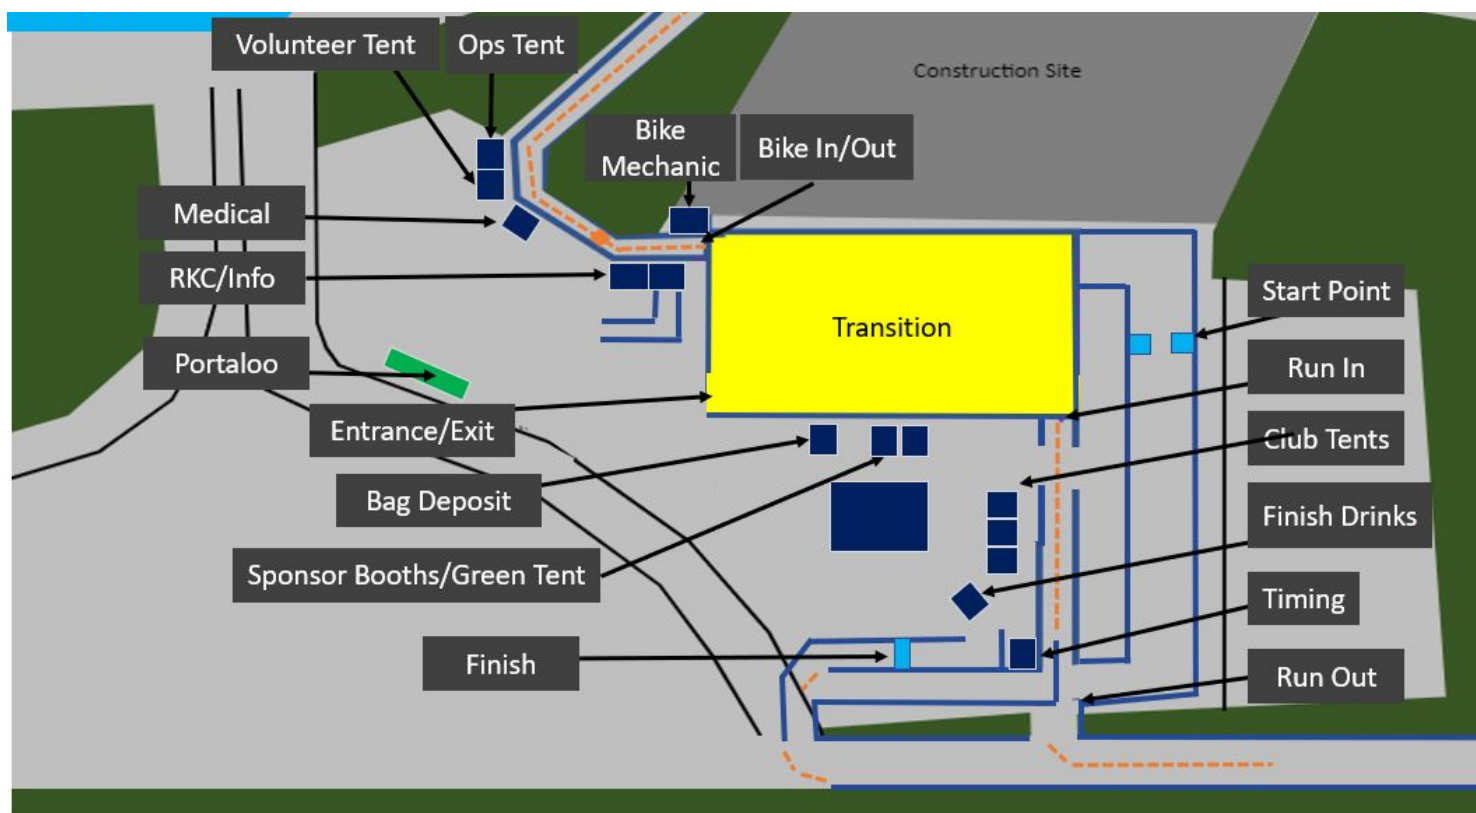 Volunteer Tent
Ops Tent
Construction Site
Bike
Mechanic
Bike In/Out
Medical
RKC/Info
Start Point
Transition
Portaloo
Run In
Entrance/Exit
Club Tents
Bag Deposit
Finish Drinks
Sponsor Booths/Green Tent
Timing
Finish
Run Out